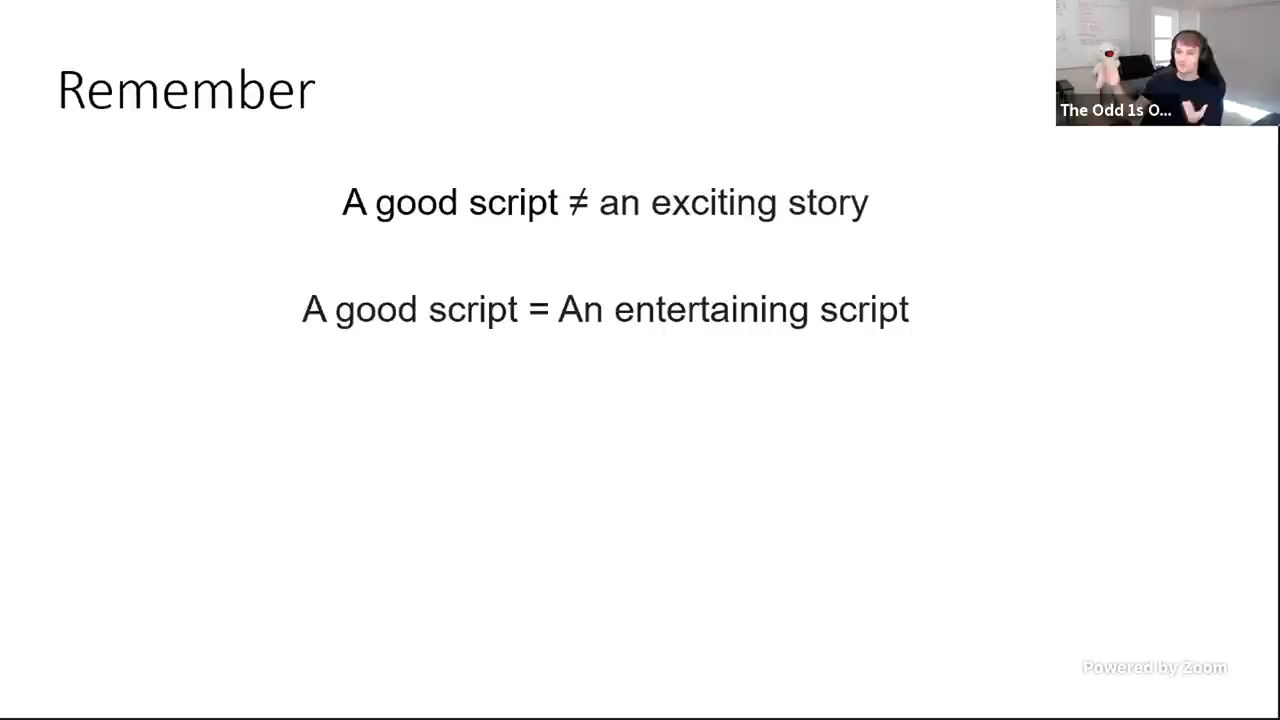 Remember
The Odd 1s O...
A good script ≠ an exciting story
A good script = An entertaining script
Powered by Zoom